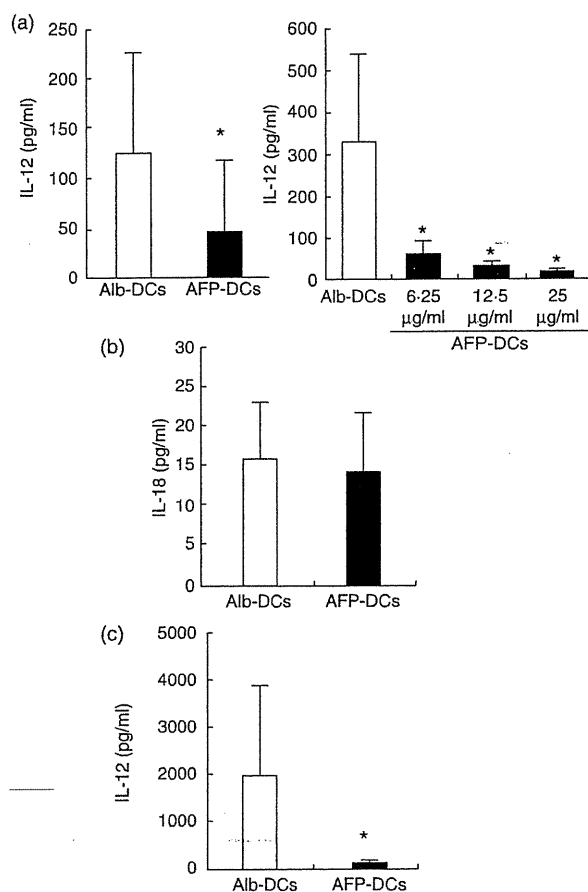 (a)
250
200
150
100
50
0
IL-12 (pg/ml)
*
Alb-DCs AFP-DCs
600
500
400
300
200
100
0
IL-12 (pg/ml)
* * *
Alb-DCs 6·25 12·5 25
µg/ml µg/ml µg/ml
AFP-DCs
(b)
30
25
20
15
10
5
0
IL-18 (pg/ml)
Alb-DCs AFP-DCs
(c)
5000
4000
3000
2000
1000
0
IL-12 (pg/ml)
*
Alb-DCs AFP-DCs